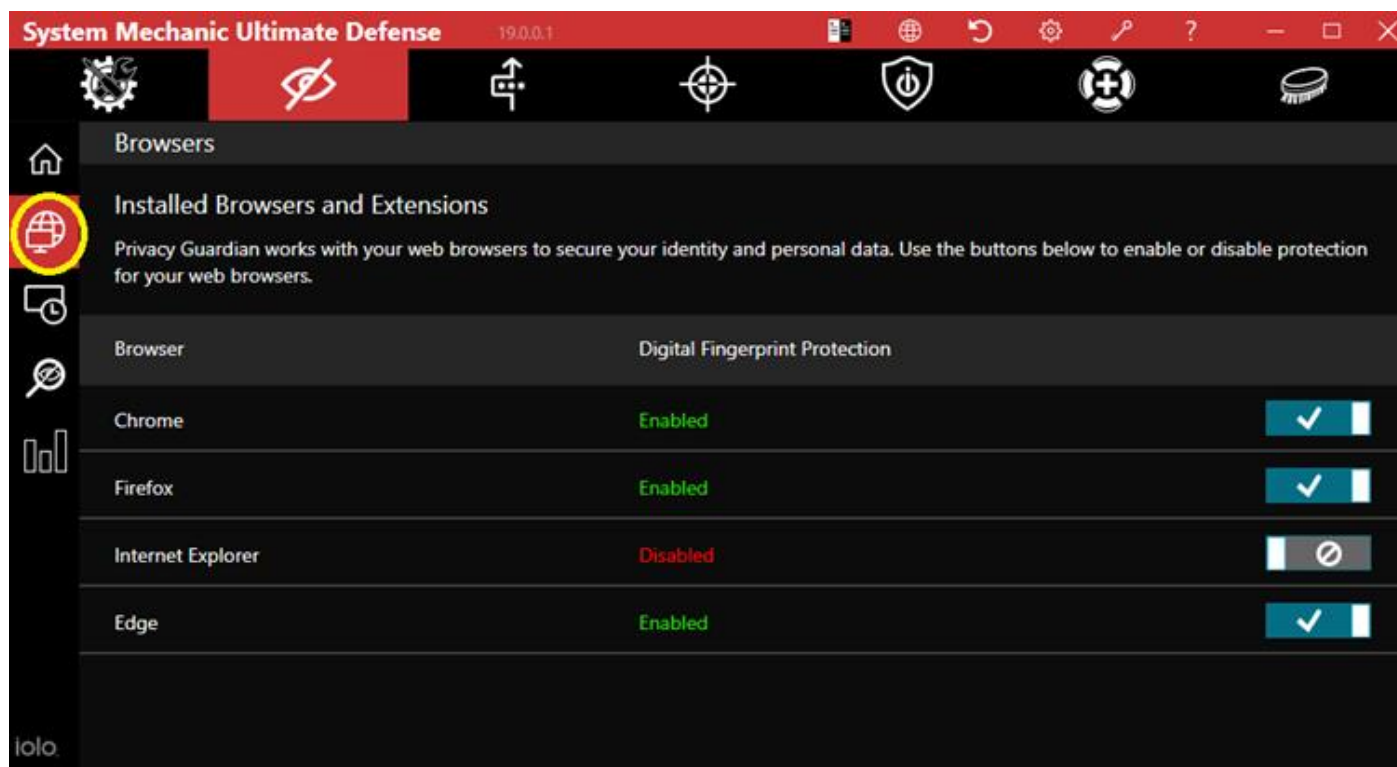 System Mechanic Ultimate Defense 19.0.0.1 ?
Browsers
Installed Browsers and Extensions
Privacy Guardian works with your web browsers to secure your identity and personal data. Use the buttons below to enable or disable protection
for your web browsers.
Browser Digital Fingerprint Protection
Chrome Enabled
Firefox Enabled
Internet Explorer Disabled
Edge Enabled
iolo